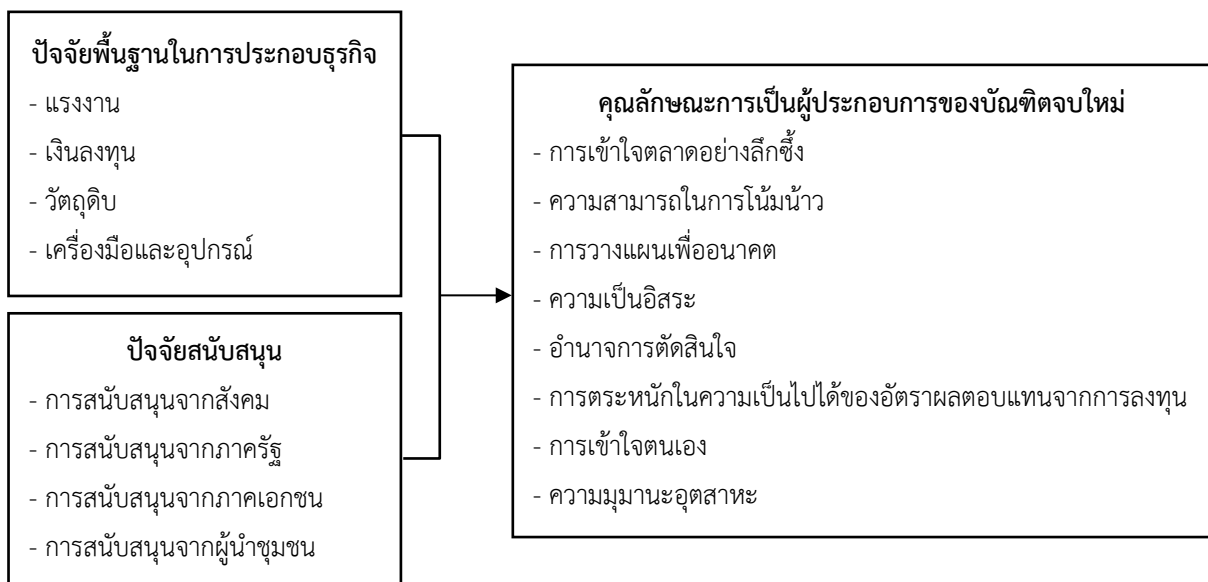 ปัจจัยพื้นฐานในการประกอบธุรกิจ
- แรงงาน
- เงินลงทุน
- วัตถุดิบ
- เครื่องมือและอุปกรณ์
ปัจจัยสนับสนุน
- การสนับสนุนจากสังคม
- การสนับสนุนจากภาครัฐ
- การสนับสนุนจากภาคเอกชน
- การสนับสนุนจากผู้นำชุมชน
คุณลักษณะการเป็นผู้ประกอบการของบัณฑิตจบใหม่
- การเข้าใจตลาดอย่างลึกซึ้ง
- ความสามารถในการโน้มน้าว
- การวางแผนเพื่ออนาคต
- ความเป็นอิสระ
- อำนาจการตัดสินใจ
- การตระหนักในความเป็นไปได้ของอัตราผลตอบแทนจากการลงทุน
- การเข้าใจตนเอง
- ความมุมานะอุตสาหะ